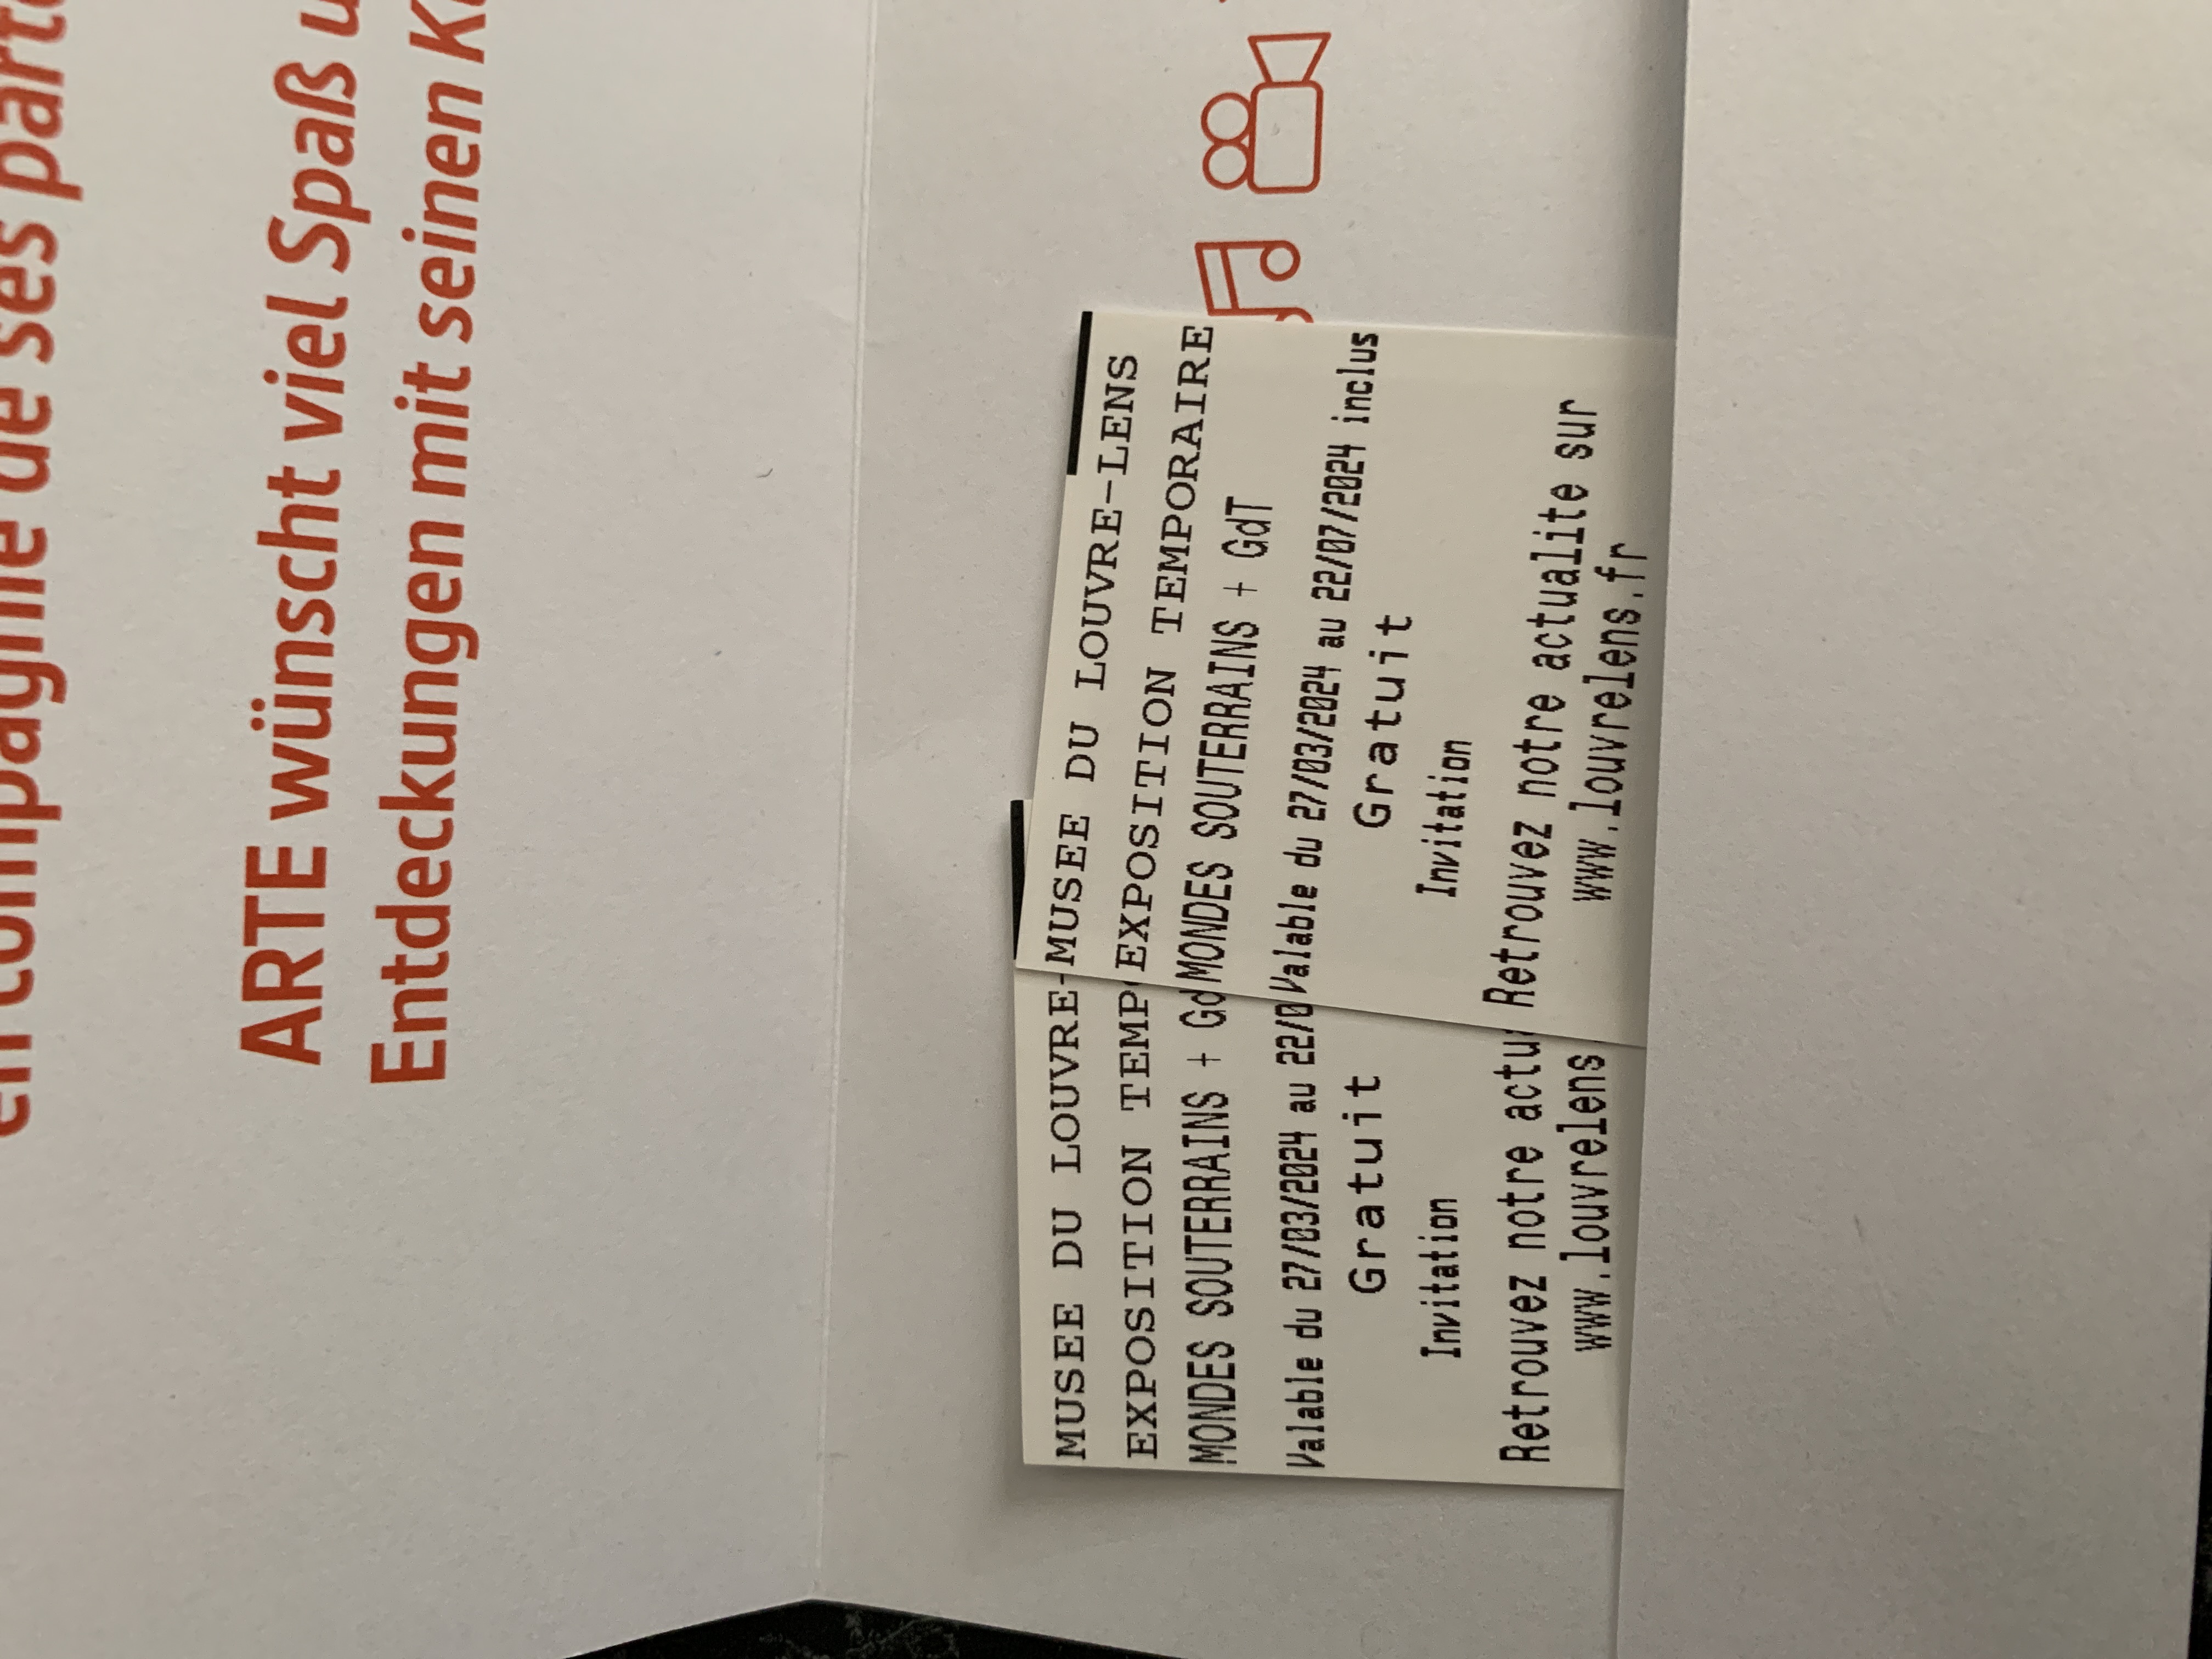 de ses
ARTE wünscht viel Spaß
Entdeckungen mit seinen
MUSEE DU LOUVRE-LENS
EXPOSITION TEMPORAIRE
MONDES SOUTERRAINS + GdT
Valable du 27/03/2024 au 22/07/2024 inclus
Gratuit
Invitation
Retrouvez notre actualite sur
www.louvrelens.fr
MUSEE DU LOUVRE-
EXPOSITION TEMP
MONDES SOUTERRAINS + Gd
Valable du 27/03/2024 au 22/0
Gratuit
Invitation
Retrouvez notre actu
www.louvrelens